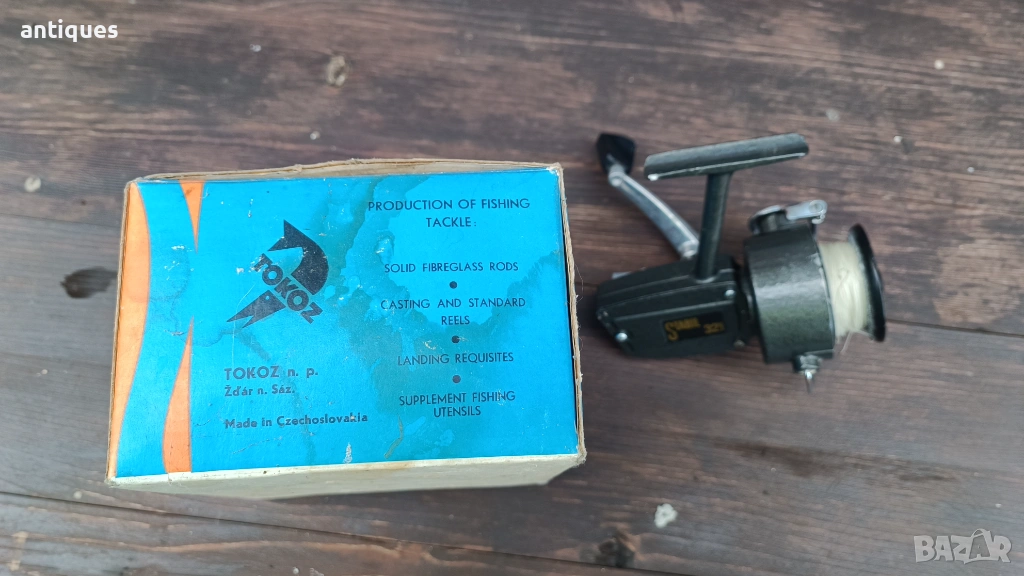 antiques
PRODUCTION OF FISHING
TACKLE:
TOKOZ
SOLID FIBREGLASS RODS
CASTING AND STANDARD
REELS
LANDING REQUISITES
SUPPLEMENT FISHING
UTENSILS
TOKOZ n. p.
Žďár n. Sáz.
Made in Czechoslovakia
321
BAZAR